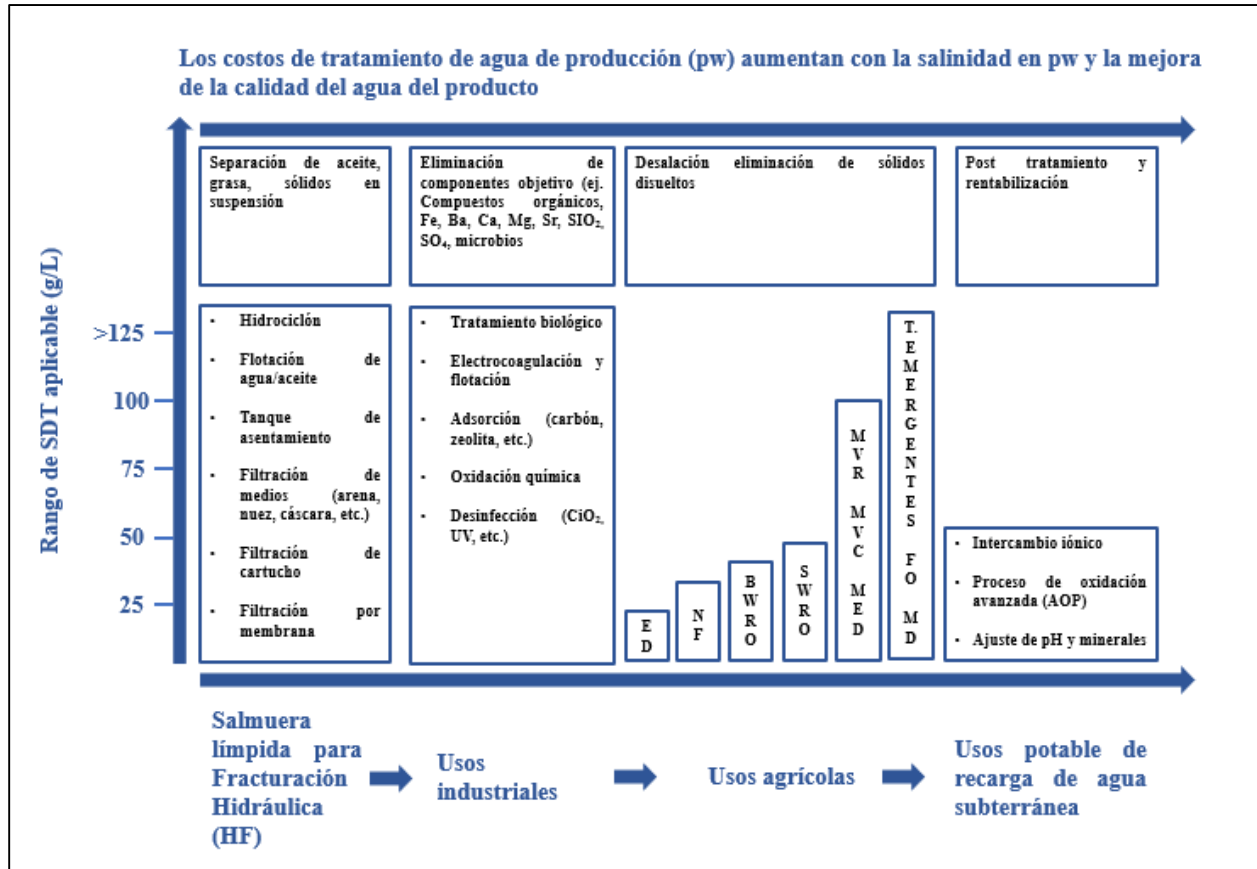 Los costos de tratamiento de agua de producción (pw) aumentan con la salinidad en pw y la mejora
de la calidad del agua del producto
Separación de aceite,
grasa, sólidos en
suspensión
Eliminación de
componentes objetivo (ej.
Compuestos orgánicos,
Fe, Ba, Ca, Mg, Sr, SIO₂,
SO₄, microbios
Desalación eliminación de sólidos
disueltos
Post tratamiento y
rentabilización
Rango de SDT aplicable (g/L)
>125
100
75
50
25
• Hidrociclón
• Flotación de
agua/aceite
• Tanque de
asentamiento
• Filtración de
medios (arena,
nuez, cáscara, etc.)
• Filtración de
cartucho
• Filtración por
membrana
• Tratamiento biológico
• Electrocoagulación y
flotación
• Adsorción (carbón,
zeolita, etc.)
• Oxidación química
• Desinfección (CiO₂,
UV, etc.)
ED
NF
BWRO
SWRO
MVR MVC MED
T.EMERGENTES FO MD
• Intercambio iónico
• Proceso de oxidación
avanzada (AOP)
• Ajuste de pH y minerales
Salmuera
límpida para
Fracturación
Hidráulica
(HF)
Usos
industriales
Usos agrícolas
Usos potable de
recarga de agua
subterránea